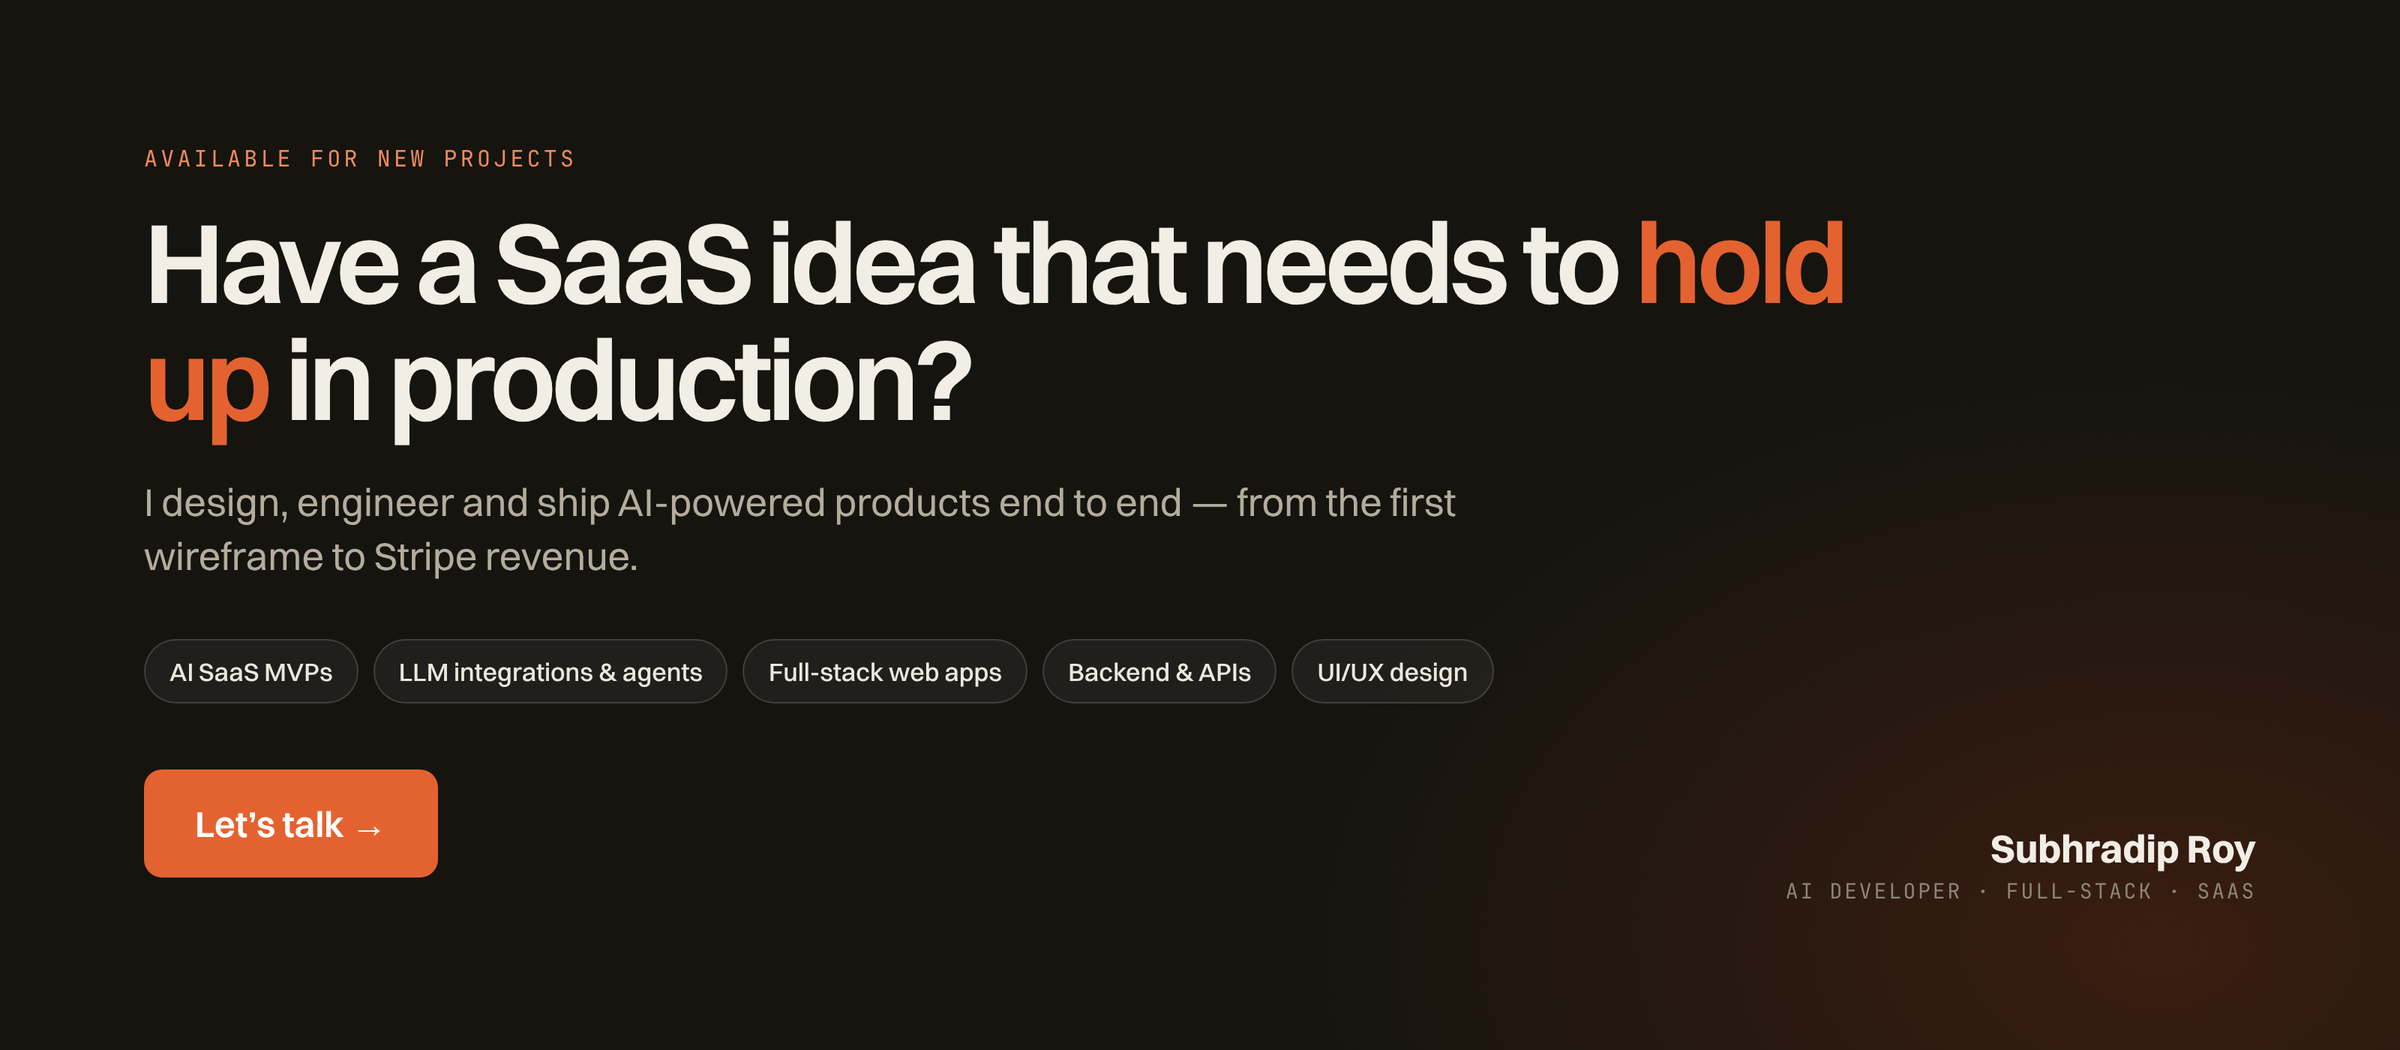 AVAILABLE FOR NEW PROJECTS
Have a SaaS idea that needs to hold
up in production?
I design, engineer and ship AI-powered products end to end — from the first
wireframe to Stripe revenue.
AI SaaS MVPs
LLM integrations & agents
Full-stack web apps
Backend & APIs
UI/UX design
Let’s talk →
Subhradip Roy
AI DEVELOPER · FULL-STACK · SAAS